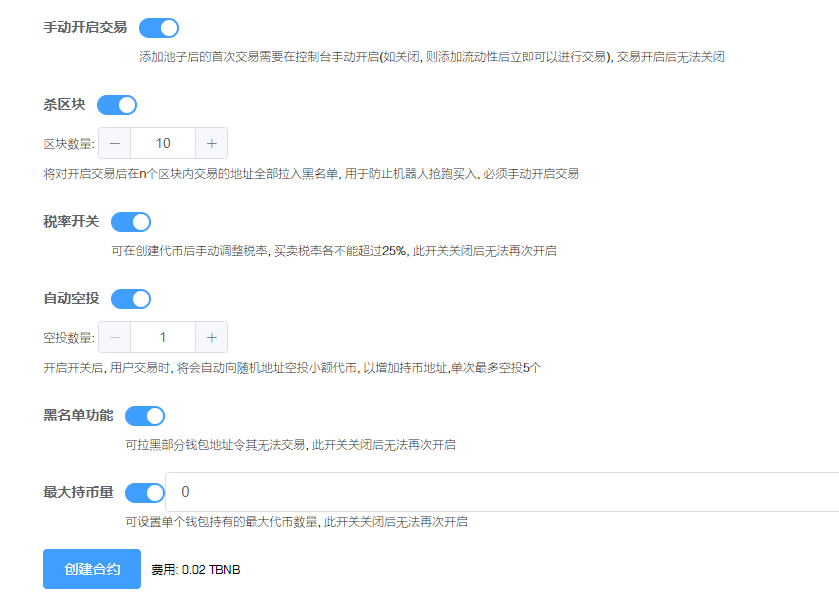 手动开启交易
添加池子后的首次交易需要在控制台手动开启(如关闭, 则添加流动性后立即可以进行交易), 交易开启后无法关闭
杀区块
区块数量: − 10 +
将对开启交易后在n个区块内交易的地址全部拉入黑名单, 用于防止机器人抢跑买入, 必须手动开启交易
税率开关
可在创建代币后手动调整税率, 买卖税率各不能超过25%, 此开关关闭后无法再次开启
自动空投
空投数量: − 1 +
开启开关后, 用户交易时, 将会自动向随机地址空投小额代币, 以增加持币地址,单次最多空投5个
黑名单功能
可拉黑部分钱包地址令其无法交易, 此开关关闭后无法再次开启
最大持币量 0
可设置单个钱包持有的最大代币数量, 此开关关闭后无法再次开启
创建合约 费用: 0.02 TBNB